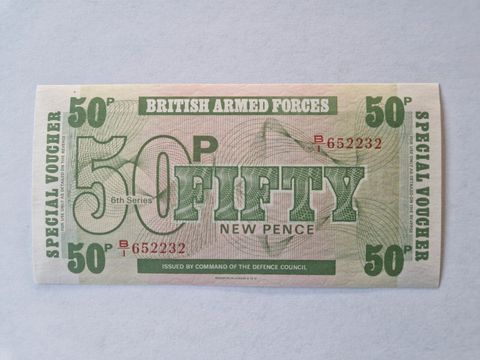 50P
BRITISH ARMED FORCES
50P
SPECIAL VOUCHER
50P
B/1 652232
6th Series
FIFTY
NEW PENCE
B/1 652232
50P
ISSUED BY COMMAND OF THE DEFENCE COUNCIL
50P
SPECIAL VOUCHER